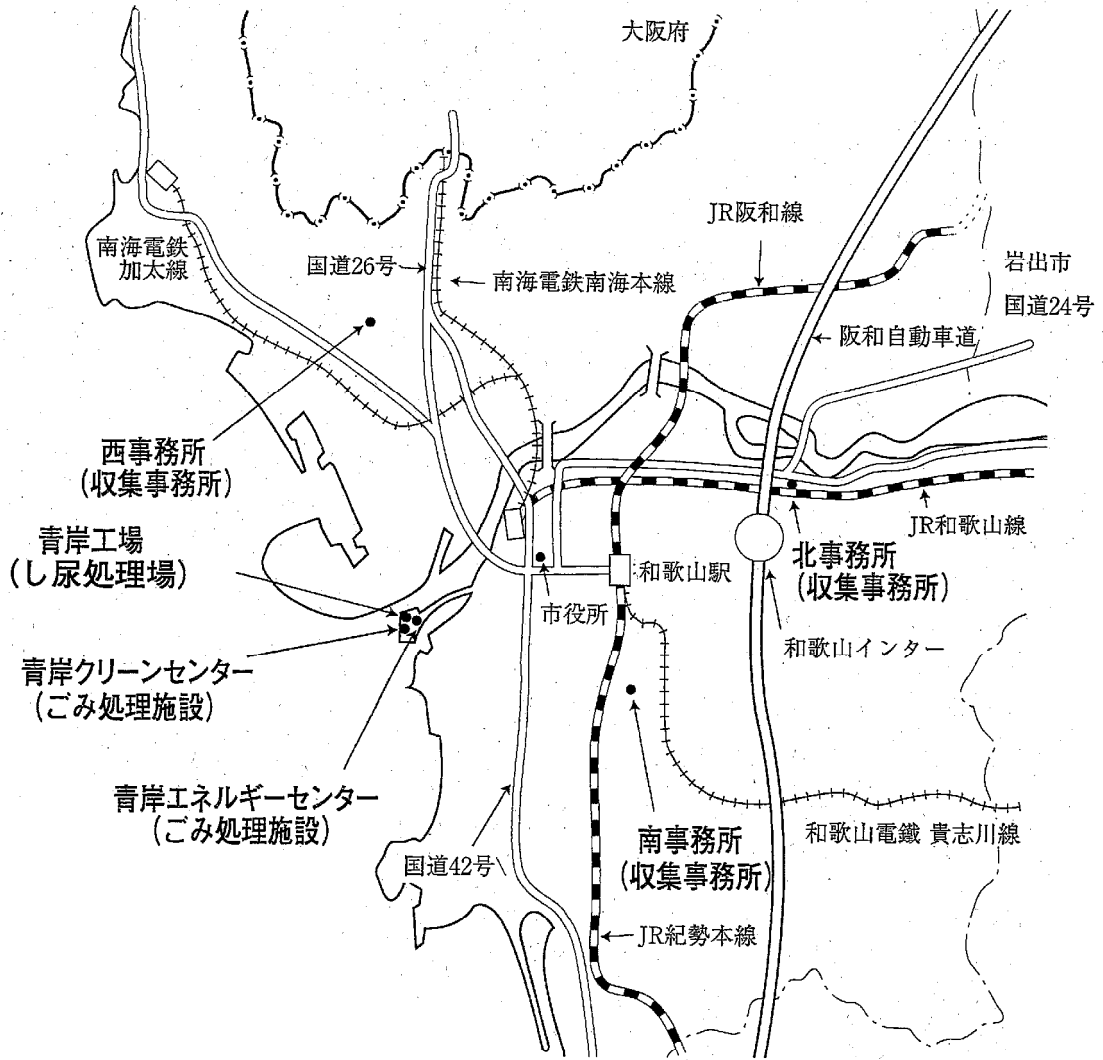 大阪府
JR阪和線
南海電鉄
加太線
国道26号
南海電鉄南海本線
岩出市
国道24号
阪和自動車道
西事務所
(収集事務所)
JR和歌山線
青岸工場
(し尿処理場)
北事務所
(収集事務所)
和歌山駅
市役所
和歌山インター
青岸クリーンセンター
(ごみ処理施設)
青岸エネルギーセンター
(ごみ処理施設)
南事務所
(収集事務所)
和歌山電鐵 貴志川線
国道42号
JR紀勢本線